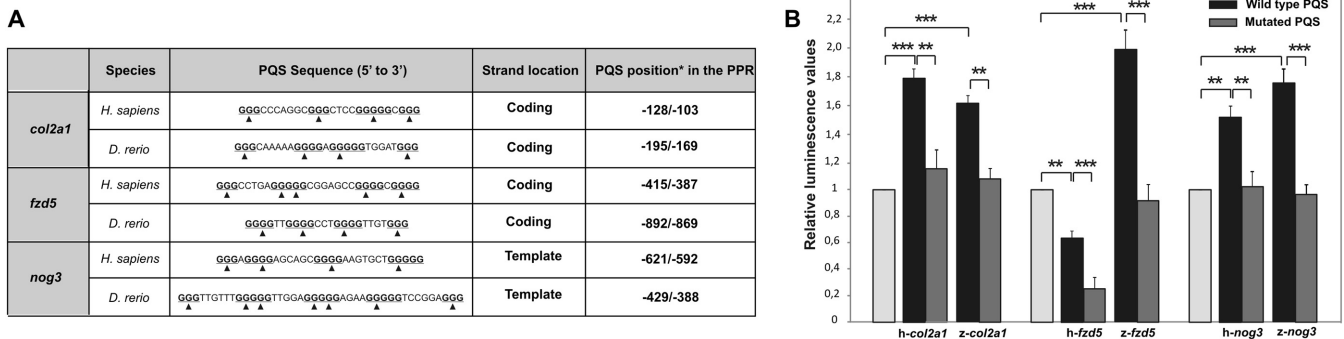 A
Species
PQS Sequence (5' to 3')
Strand location
PQS position* in the PPR
col2a1
H. sapiens
GGGCCCAGGCGGGCTCCGGGGGCGGG
Coding
-128/-103
D. rerio
GGGCAAAAAGGGGAGGGGGTGGATGGG
Coding
-195/-169
fzd5
H. sapiens
GGGCCTGAGGGGGCGGAGCCGGGGCGGGG
Coding
-415/-387
D. rerio
GGGGTTGGGGCCTGGGGTTGTGGG
Coding
-892/-869
nog3
H. sapiens
GGGAGGGGAGCAGCGGGGAAGTGCTGGGGG
Template
-621/-592
D. rerio
GGGTTGTTTGGGGGTTGGAGGGGGAGAAGGGGGTCCGGAGGG
Template
-429/-388
B
Wild type PQS
Mutated PQS
Relative luminescence values
2,2
2,0
1,8
1,6
1,4
1,2
1
0,8
0,6
0,4
0,2
0
***
*** **
**
***
***
** ***
***
***
** **
h-col2a1 z-col2a1 h-fzd5 z-fzd5 h-nog3 z-nog3